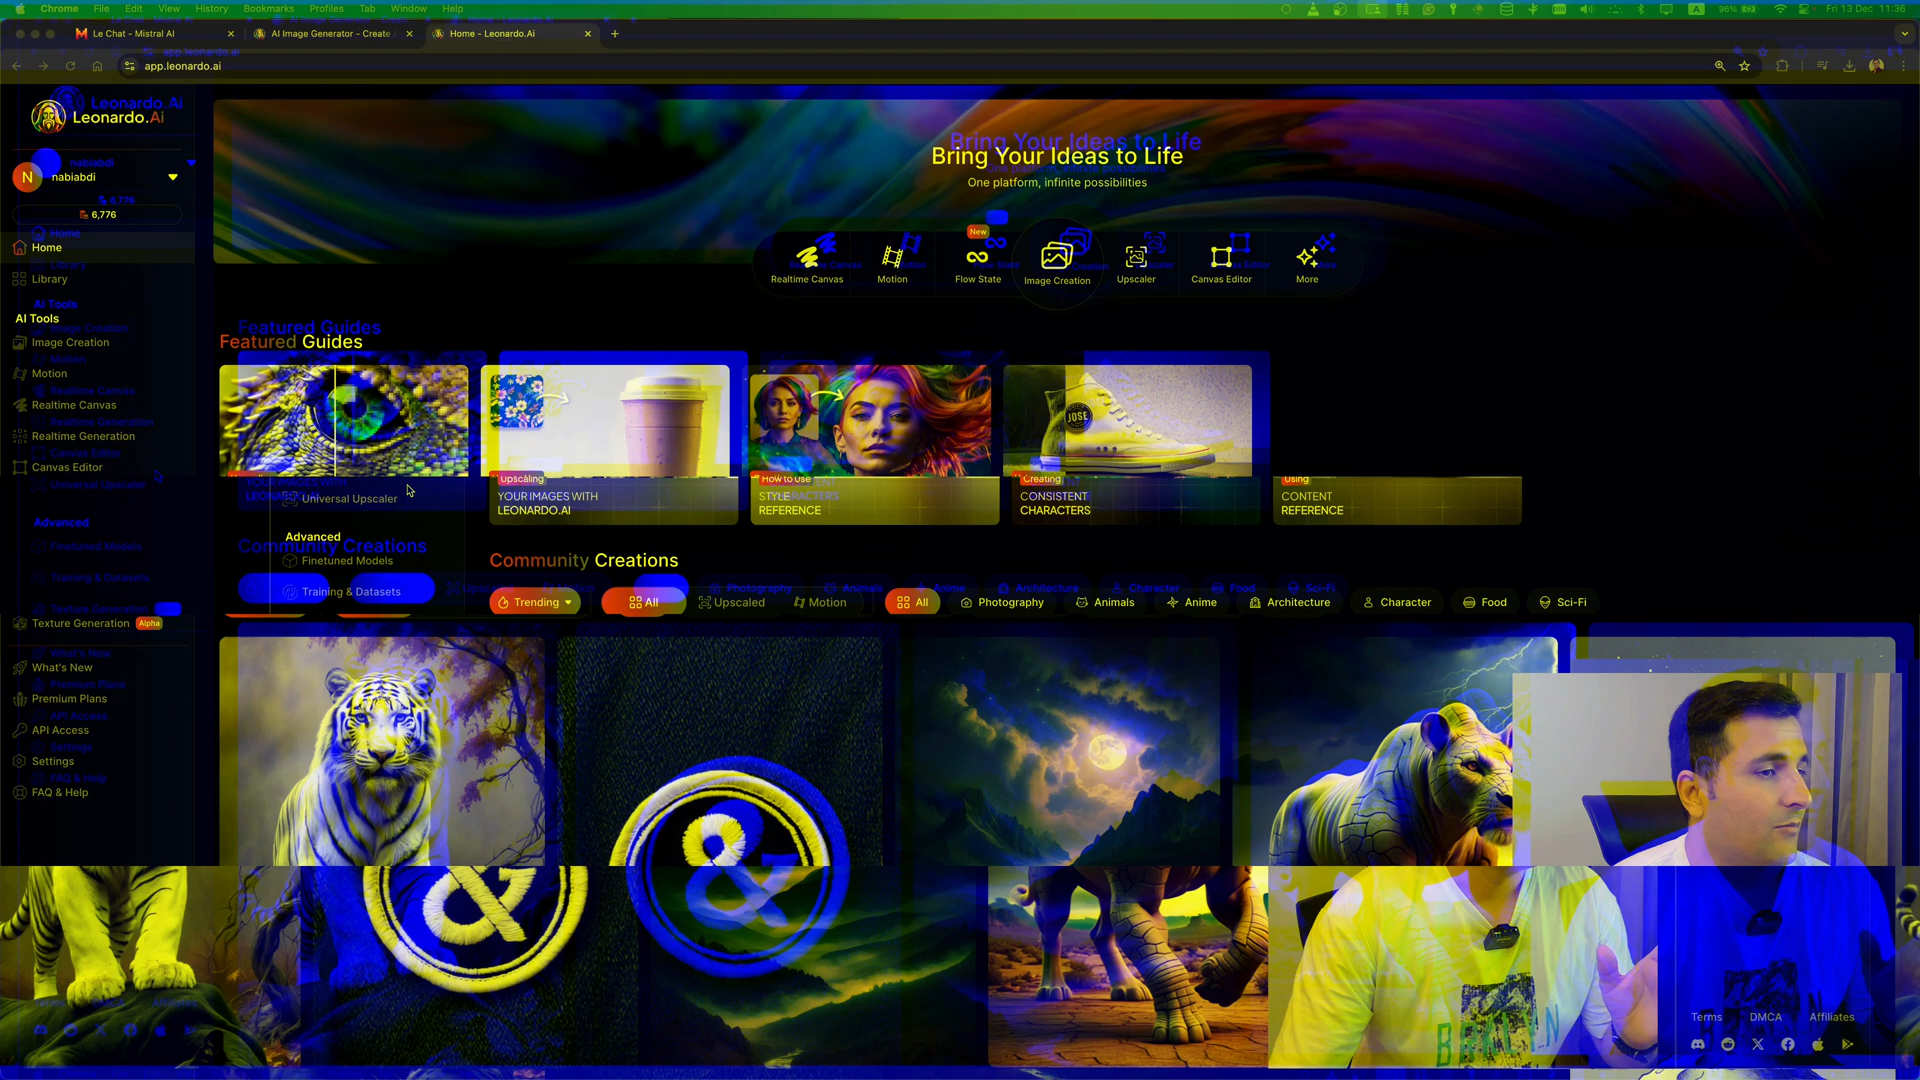 Chrome File Edit View History Bookmarks Profiles Tab Window Help
96% Fri 13 Dec 11:36
Le Chat - Mistral AI
AI Image Generator - Create
Home - Leonardo.Ai
app.leonardo.ai
Leonardo.Ai
nabiabdi
6,776
Home
Library
AI Tools
Image Creation
Motion
Realtime Canvas
Realtime Generation
Canvas Editor
Universal Upscaler
Advanced
Finetuned Models
Training & Datasets
Texture Generation Alpha
What's New
Premium Plans
API Access
Settings
FAQ & Help
Bring Your Ideas to Life
One platform, infinite possibilities
New
Realtime Canvas
Motion
Flow State
Image Creation
Upscaler
Canvas Editor
More
Featured Guides
JOSE
Upscaling
YOUR IMAGES WITH
LEONARDO.AI
How to Use
STYLE
REFERENCE
Creating
CONSISTENT
CHARACTERS
Using
CONTENT
REFERENCE
Community Creations
Trending All Upscaled Motion All Photography Animals Anime Architecture Character Food Sci-Fi
&
&
Terms DMCA Affiliates